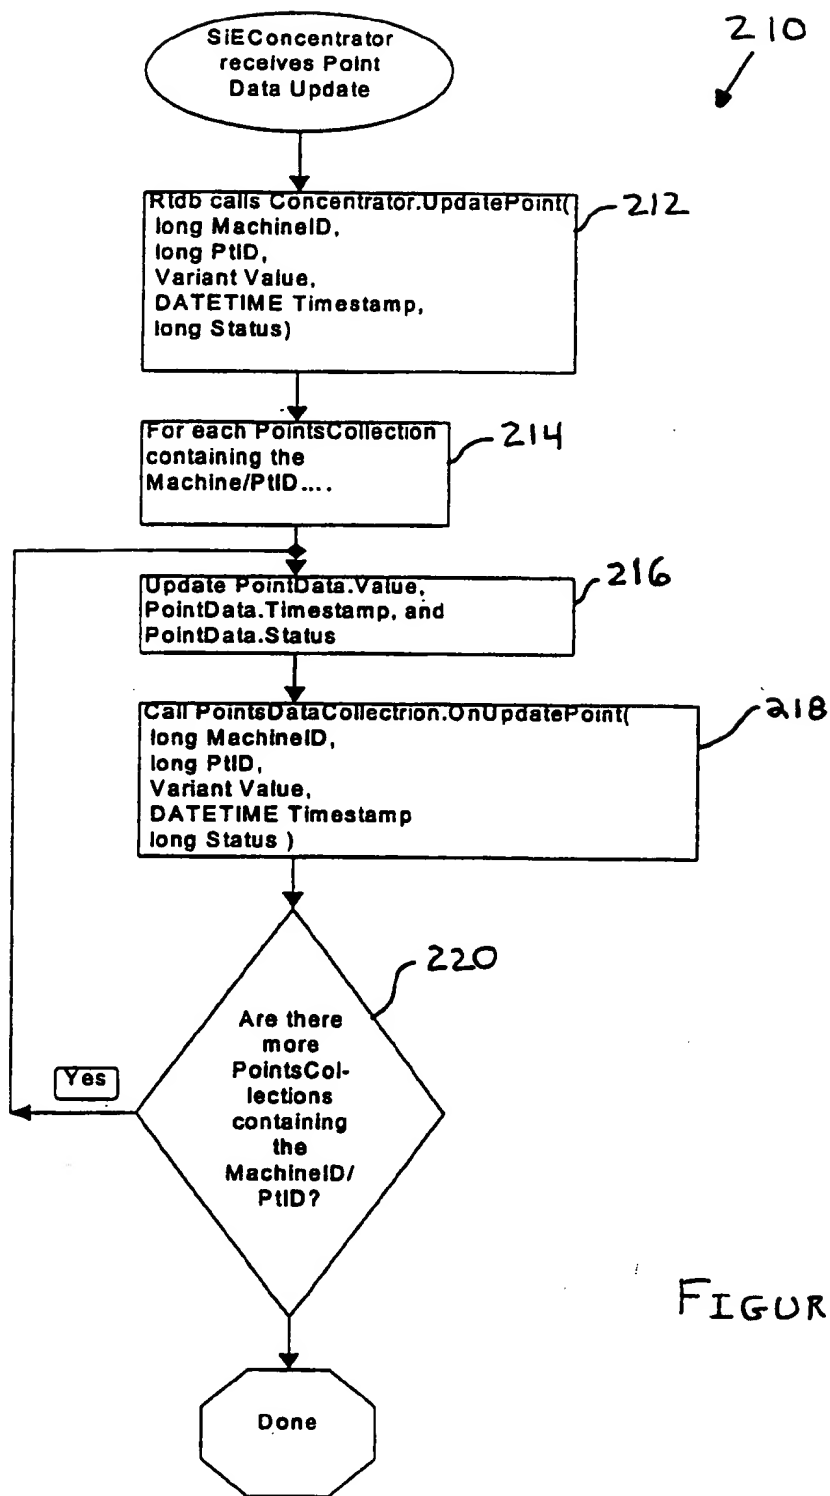 SiEConcentrator
receives Point
Data Update
210
Rtdb calls Concentrator.UpdatePoint(
long MachineID,
long PtID,
Variant Value,
DATETIME Timestamp,
long Status)
212
For each PointsCollection
containing the
Machine/PtID....
214
Update PointData.Value,
PointData.Timestamp, and
PointData.Status
216
Call PointsDataCollectrion.OnUpdatePoint(
long MachineID,
long PtID,
Variant Value,
DATETIME Timestamp
long Status )
218
220
Are there
more
PointsCol-
lections
containing
the
MachineID/
PtID?
Yes
FIGUR
Done